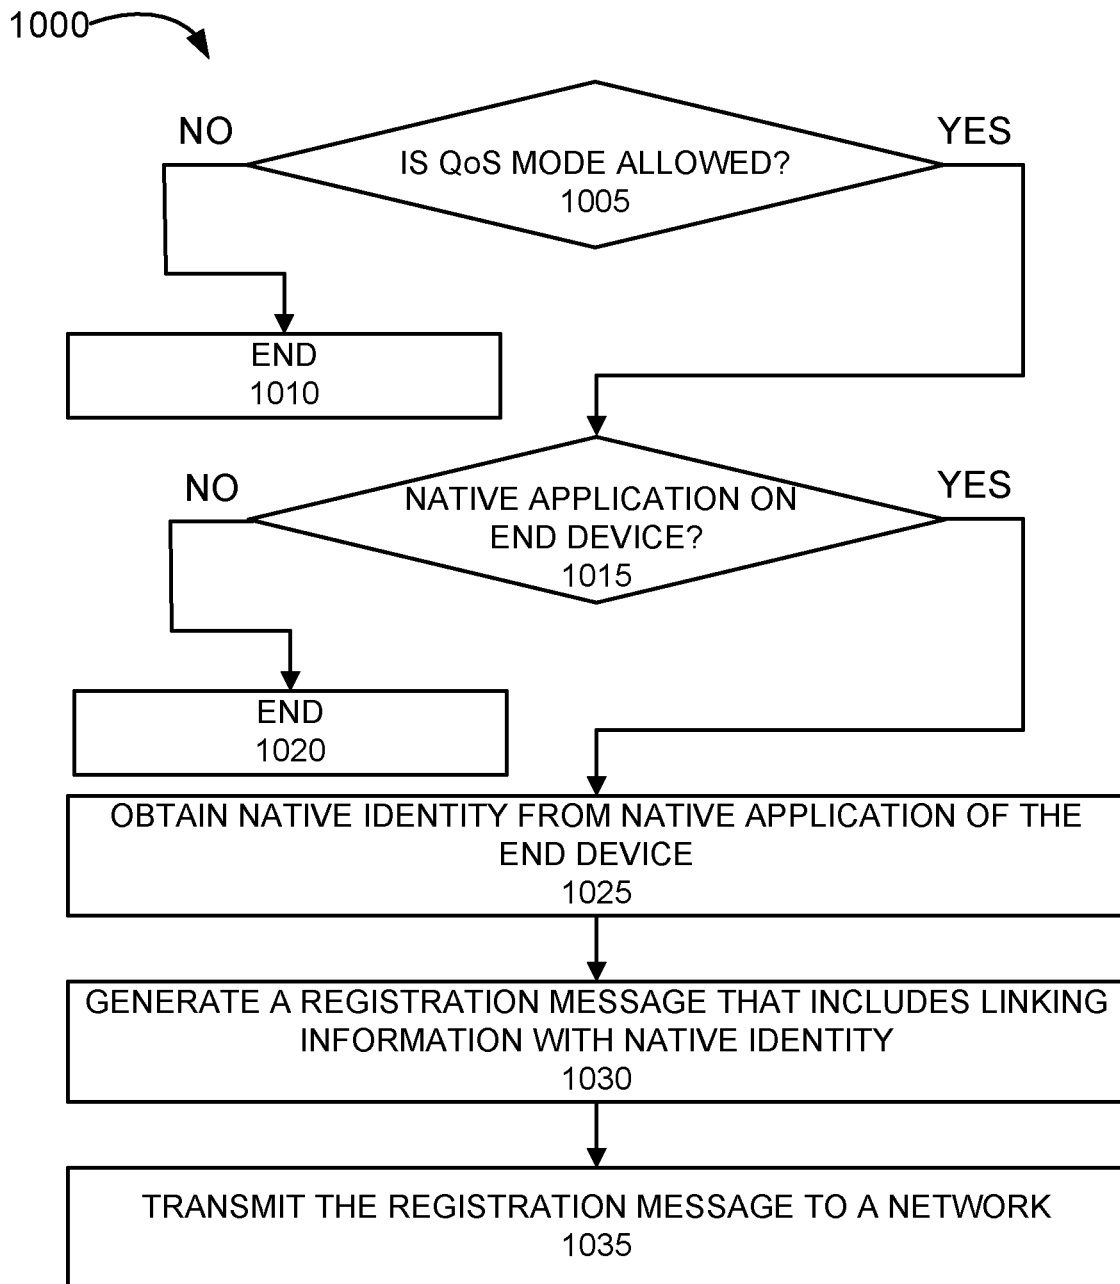 1000
NO
YES
IS QoS MODE ALLOWED?
1005
END
1010
NO
YES
NATIVE APPLICATION ON
END DEVICE?
1015
END
1020
OBTAIN NATIVE IDENTITY FROM NATIVE APPLICATION OF THE
END DEVICE
1025
GENERATE A REGISTRATION MESSAGE THAT INCLUDES LINKING
INFORMATION WITH NATIVE IDENTITY
1030
TRANSMIT THE REGISTRATION MESSAGE TO A NETWORK
1035